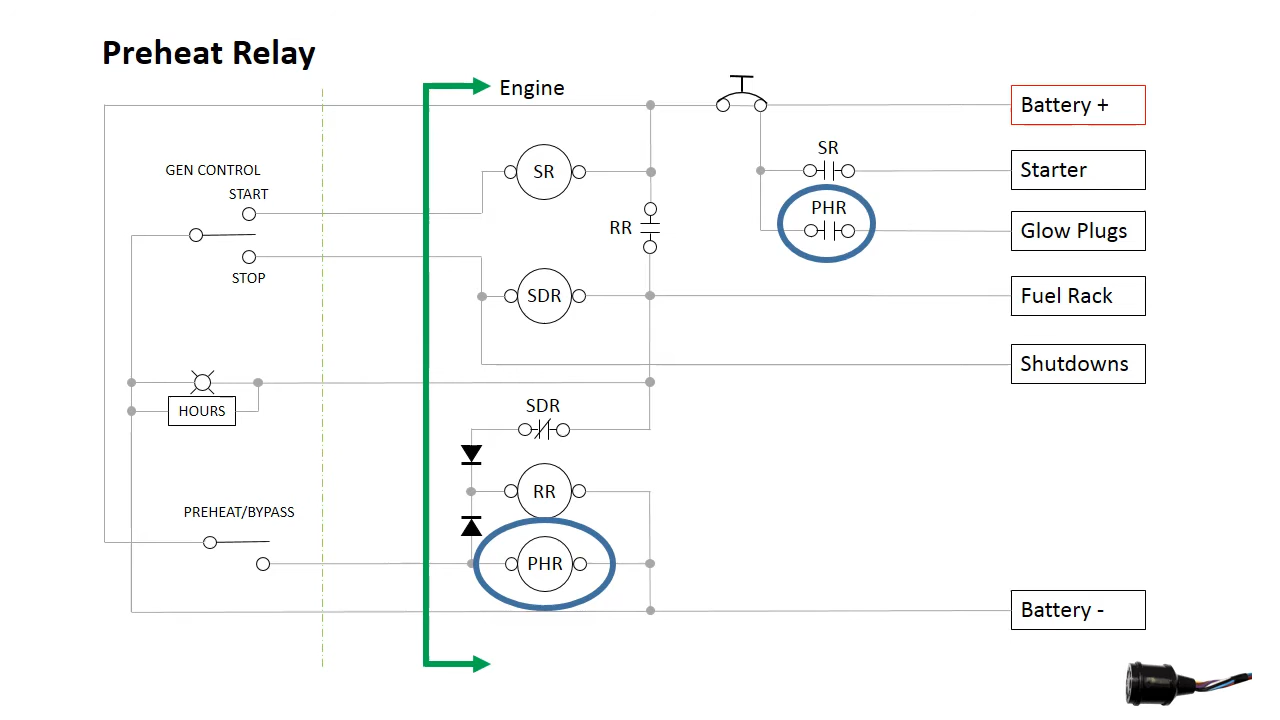 Preheat Relay
Engine
Battery +
GEN CONTROL
START
STOP
SR
SR
Starter
PHR
Glow Plugs
RR
SDR
Fuel Rack
Shutdowns
HOURS
SDR
RR
PREHEAT/BYPASS
PHR
Battery -